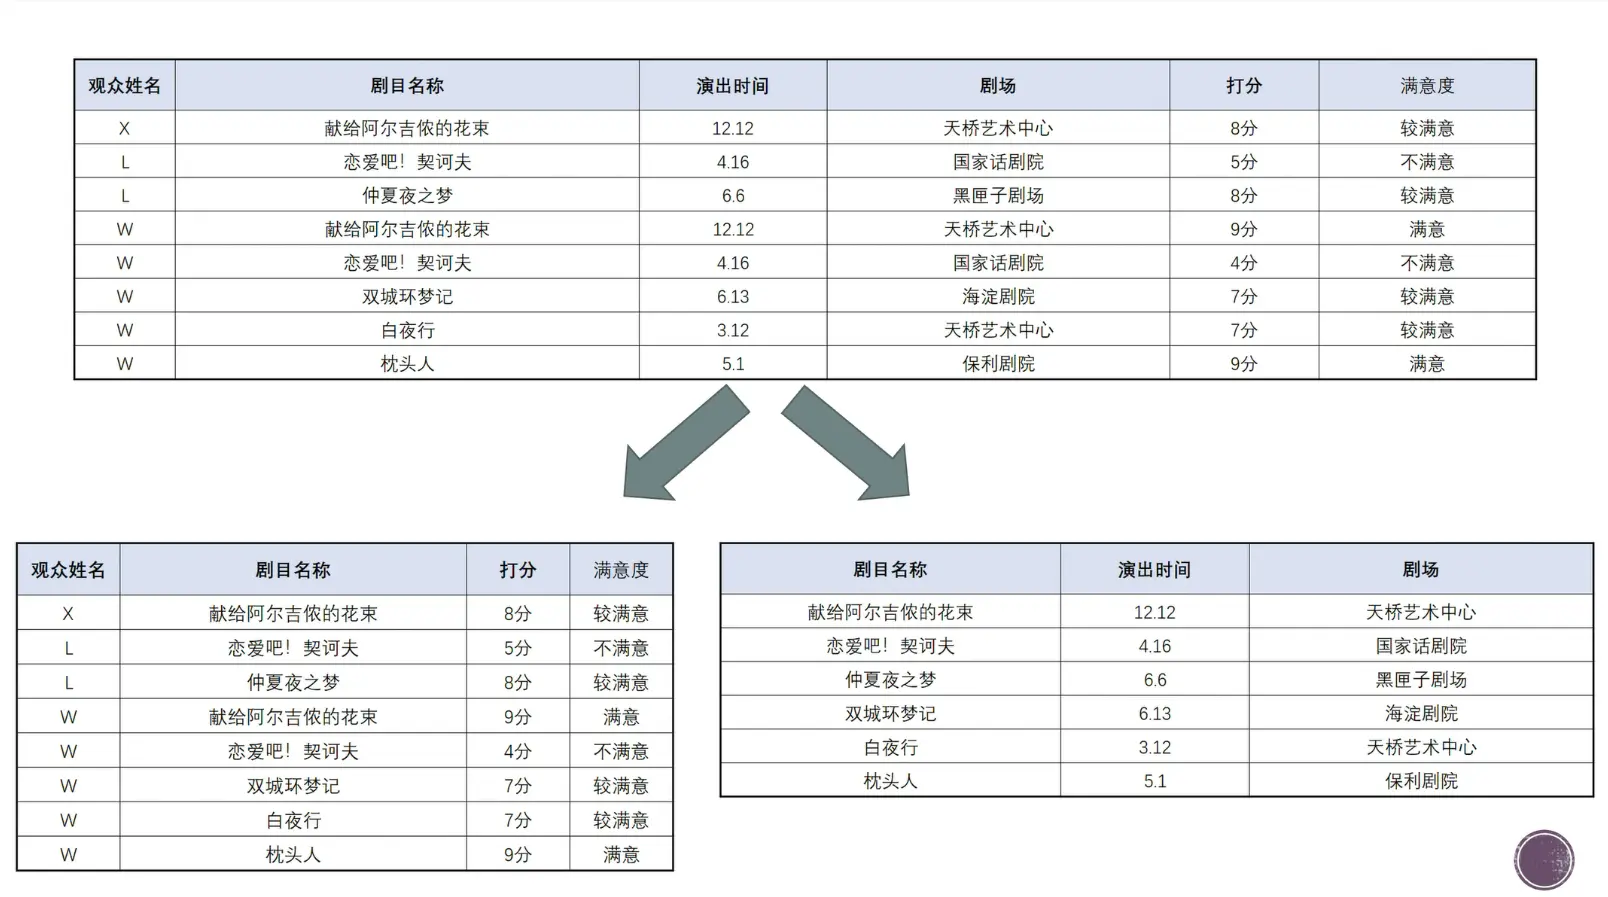 观众姓名 剧目名称 演出时间 剧场 打分 满意度
X 献给阿尔吉侬的花束 12.12 天桥艺术中心 8分 较满意
L 恋爱吧！契诃夫 4.16 国家话剧院 5分 不满意
L 仲夏夜之梦 6.6 黑匣子剧场 8分 较满意
W 献给阿尔吉侬的花束 12.12 天桥艺术中心 9分 满意
W 恋爱吧！契诃夫 4.16 国家话剧院 4分 不满意
W 双城环梦记 6.13 海淀剧院 7分 较满意
W 白夜行 3.12 天桥艺术中心 7分 较满意
W 枕头人 5.1 保利剧院 9分 满意
观众姓名 剧目名称 打分 满意度
X 献给阿尔吉侬的花束 8分 较满意
L 恋爱吧！契诃夫 5分 不满意
L 仲夏夜之梦 8分 较满意
W 献给阿尔吉侬的花束 9分 满意
W 恋爱吧！契诃夫 4分 不满意
W 双城环梦记 7分 较满意
W 白夜行 7分 较满意
W 枕头人 9分 满意
剧目名称 演出时间 剧场
献给阿尔吉侬的花束 12.12 天桥艺术中心
恋爱吧！契诃夫 4.16 国家话剧院
仲夏夜之梦 6.6 黑匣子剧场
双城环梦记 6.13 海淀剧院
白夜行 3.12 天桥艺术中心
枕头人 5.1 保利剧院